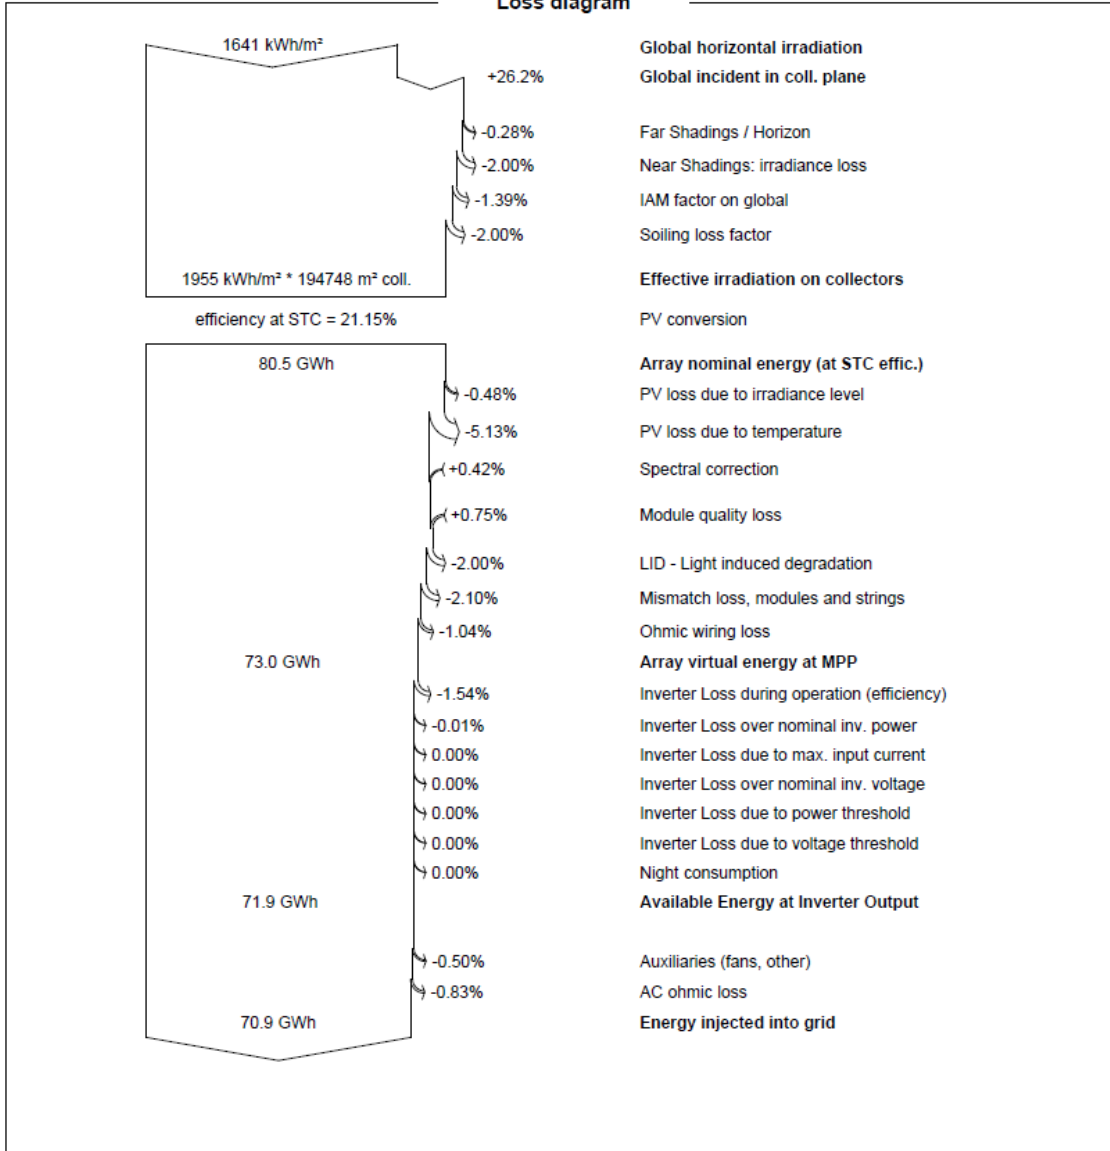 Loss diagram
1641 kWh/m² Global horizontal irradiation
+26.2% Global incident in coll. plane
-0.28% Far Shadings / Horizon
-2.00% Near Shadings: irradiance loss
-1.39% IAM factor on global
-2.00% Soiling loss factor
1955 kWh/m² * 194748 m² coll. Effective irradiation on collectors
efficiency at STC = 21.15% PV conversion
80.5 GWh Array nominal energy (at STC effic.)
-0.48% PV loss due to irradiance level
-5.13% PV loss due to temperature
+0.42% Spectral correction
+0.75% Module quality loss
-2.00% LID - Light induced degradation
-2.10% Mismatch loss, modules and strings
-1.04% Ohmic wiring loss
73.0 GWh Array virtual energy at MPP
-1.54% Inverter Loss during operation (efficiency)
-0.01% Inverter Loss over nominal inv. power
0.00% Inverter Loss due to max. input current
0.00% Inverter Loss over nominal inv. voltage
0.00% Inverter Loss due to power threshold
0.00% Inverter Loss due to voltage threshold
0.00% Night consumption
71.9 GWh Available Energy at Inverter Output
-0.50% Auxiliaries (fans, other)
-0.83% AC ohmic loss
70.9 GWh Energy injected into grid